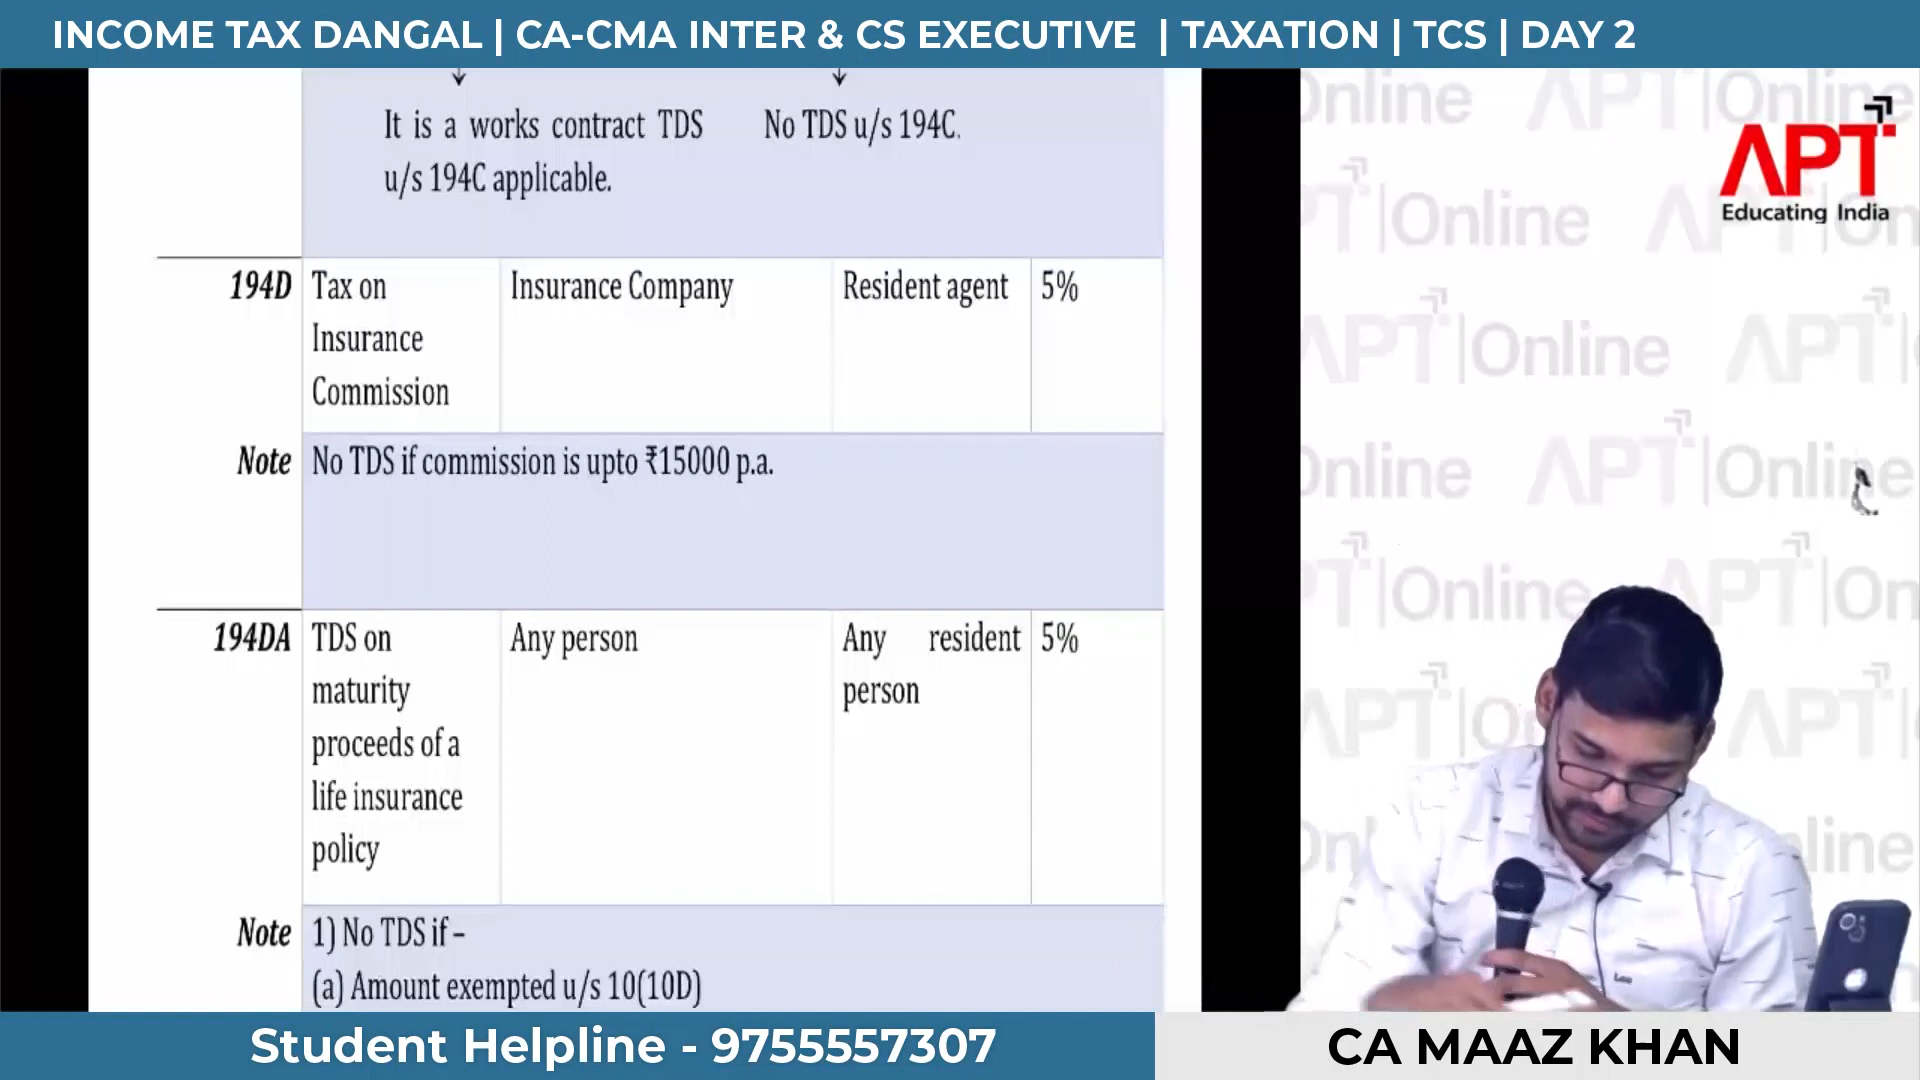 INCOME TAX DANGAL | CA-CMA INTER & CS EXECUTIVE | TAXATION | TCS | DAY 2
It is a works contract TDS
u/s 194C applicable.
No TDS u/s 194C.
194D
Tax on
Insurance
Commission
Insurance Company
Resident agent
5%
Note
No TDS if commission is upto ₹15000 p.a.
194DA
TDS on
maturity
proceeds of a
life insurance
policy
Any person
Any resident
person
5%
Note
1) No TDS if –
(a) Amount exempted u/s 10(10D)
APT
Educating India
APT|Online
Student Helpline - 9755557307
CA MAAZ KHAN